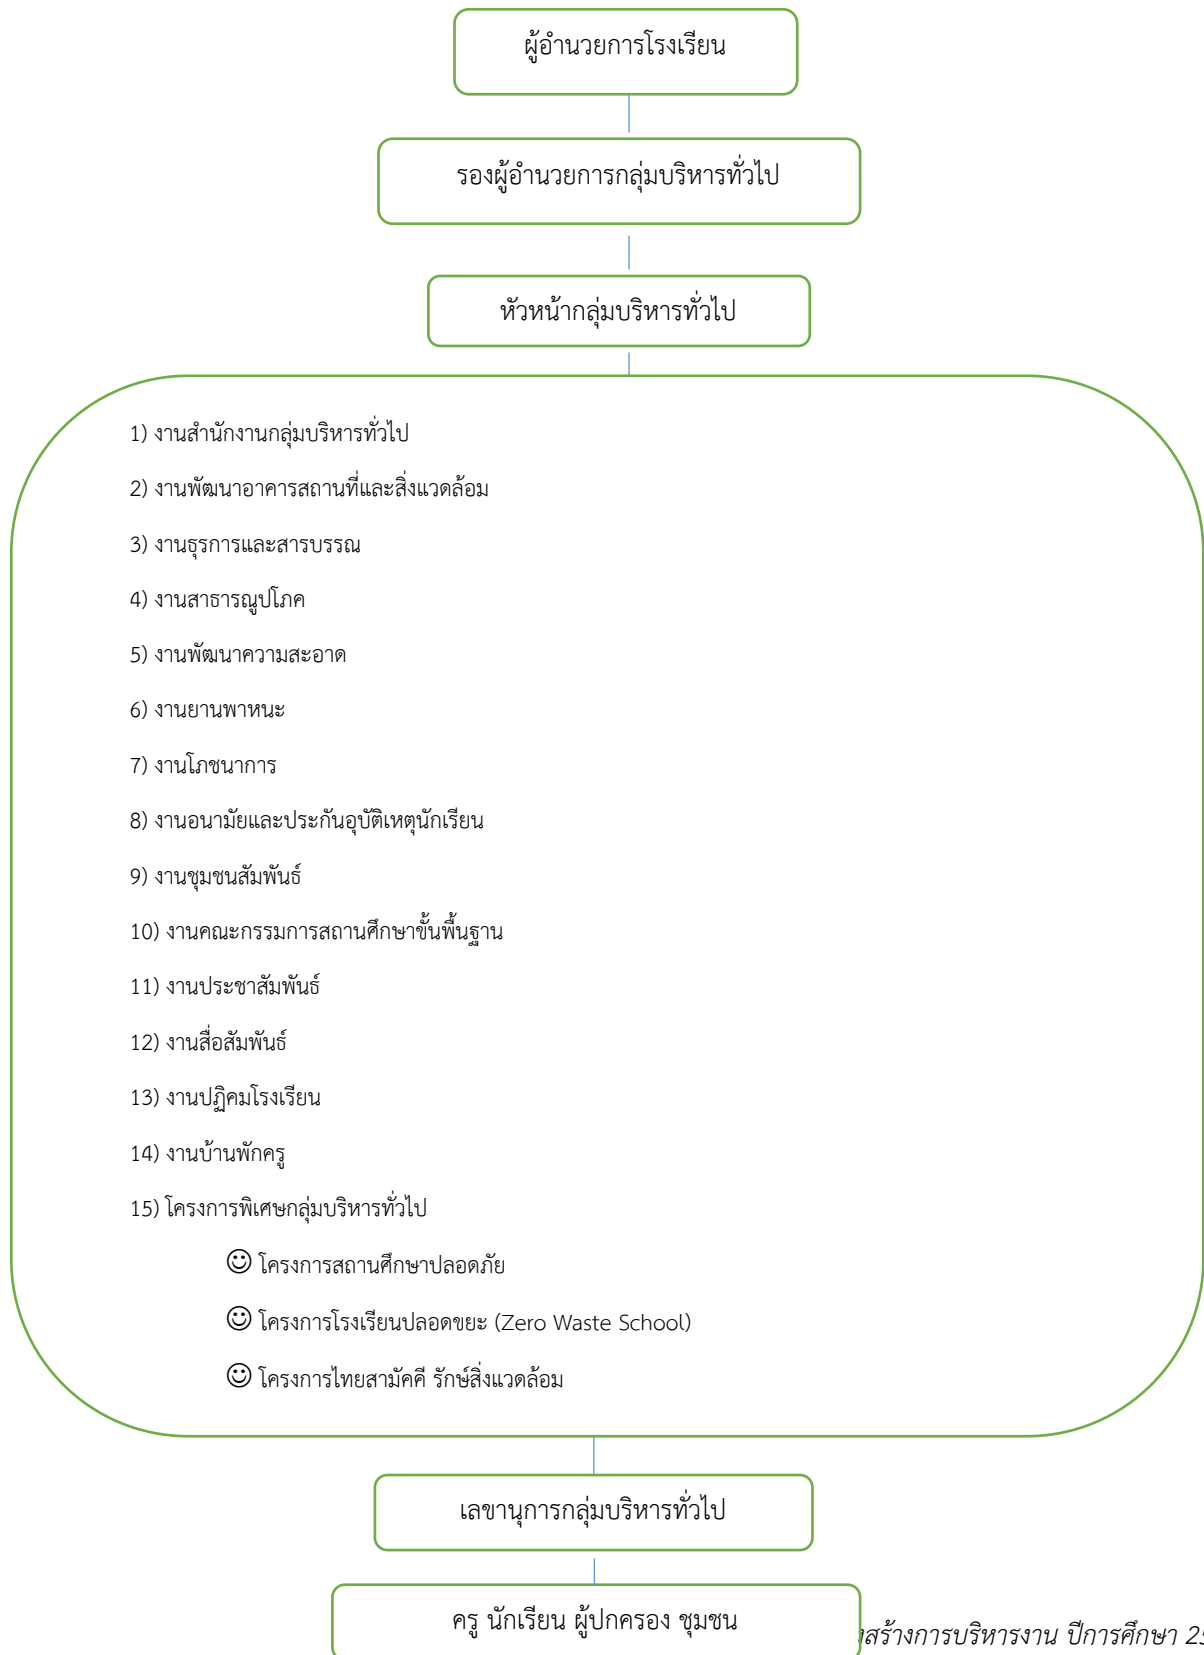 ผู้อำนวยการโรงเรียน
รองผู้อำนวยการกลุ่มบริหารทั่วไป
หัวหน้ากลุ่มบริหารทั่วไป
1) งานสำนักงานกลุ่มบริหารทั่วไป
2) งานพัฒนาอาคารสถานที่และสิ่งแวดล้อม
3) งานธุรการและสารบรรณ
4) งานสาธารณูปโภค
5) งานพัฒนาความสะอาด
6) งานยานพาหนะ
7) งานโภชนาการ
8) งานอนามัยและประกันอุบัติเหตุนักเรียน
9) งานชุมชนสัมพันธ์
10) งานคณะกรรมการสถานศึกษาขั้นพื้นฐาน
11) งานประชาสัมพันธ์
12) งานสื่อสัมพันธ์
13) งานปฏิคมโรงเรียน
14) งานบ้านพักครู
15) โครงการพิเศษกลุ่มบริหารทั่วไป
☺ โครงการสถานศึกษาปลอดภัย
☺ โครงการโรงเรียนปลอดขยะ (Zero Waste School)
☺ โครงการไทยสามัคคี รักษ์สิ่งแวดล้อม
เลขานุการกลุ่มบริหารทั่วไป
ครู นักเรียน ผู้ปกครอง ชุมชน
สร้างการบริหารงาน ปีการศึกษา